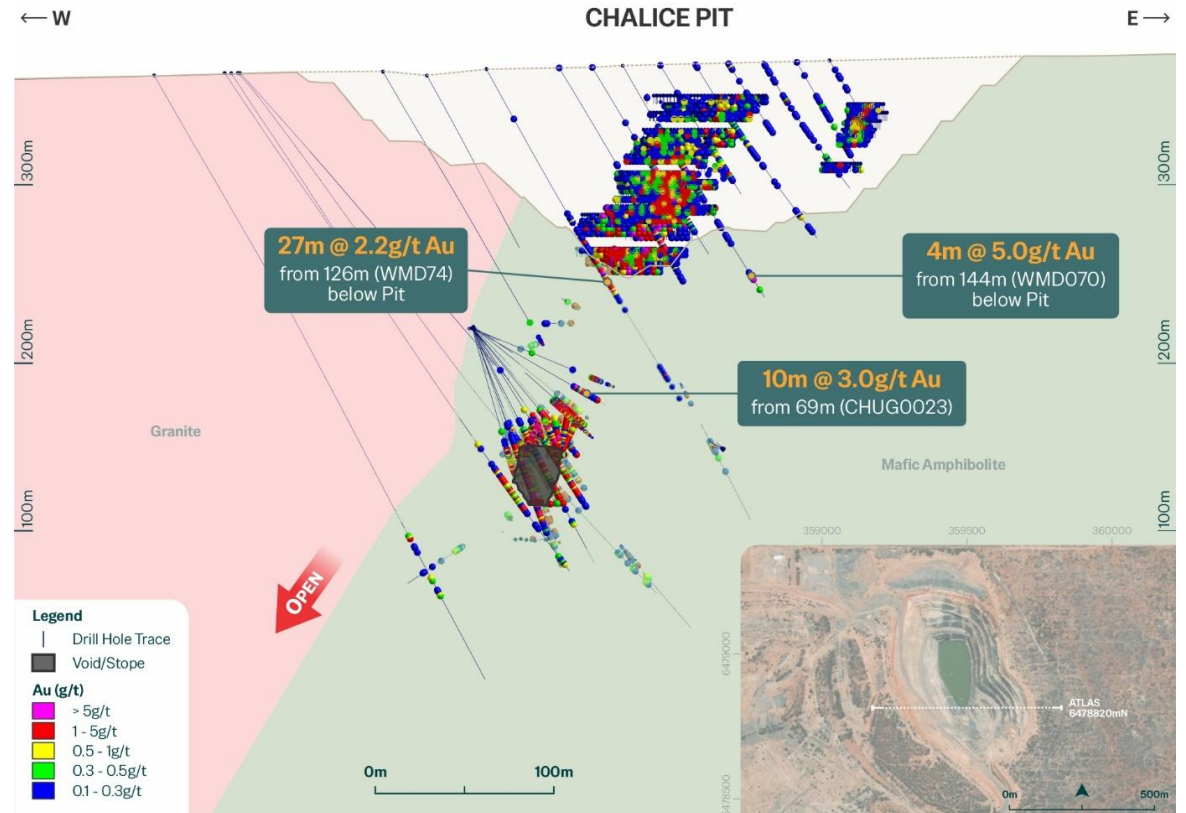 ← W
CHALICE PIT
E →
300m
200m
100m
300m
200m
100m
27m @ 2.2g/t Au
from 126m (WMD74)
below Pit
4m @ 5.0g/t Au
from 144m (WMD070)
below Pit
10m @ 3.0g/t Au
from 69m (CHUG0023)
Granite
Mafic Amphibolite
OPEN
Legend
Drill Hole Trace
Void/Stope
Au (g/t)
> 5g/t
1 - 5g/t
0.5 - 1g/t
0.3 - 0.5g/t
0.1 - 0.3g/t
0m 100m
359000 359500 360000
6479000
6478500
ATLAS
6478820mN
0m 500m